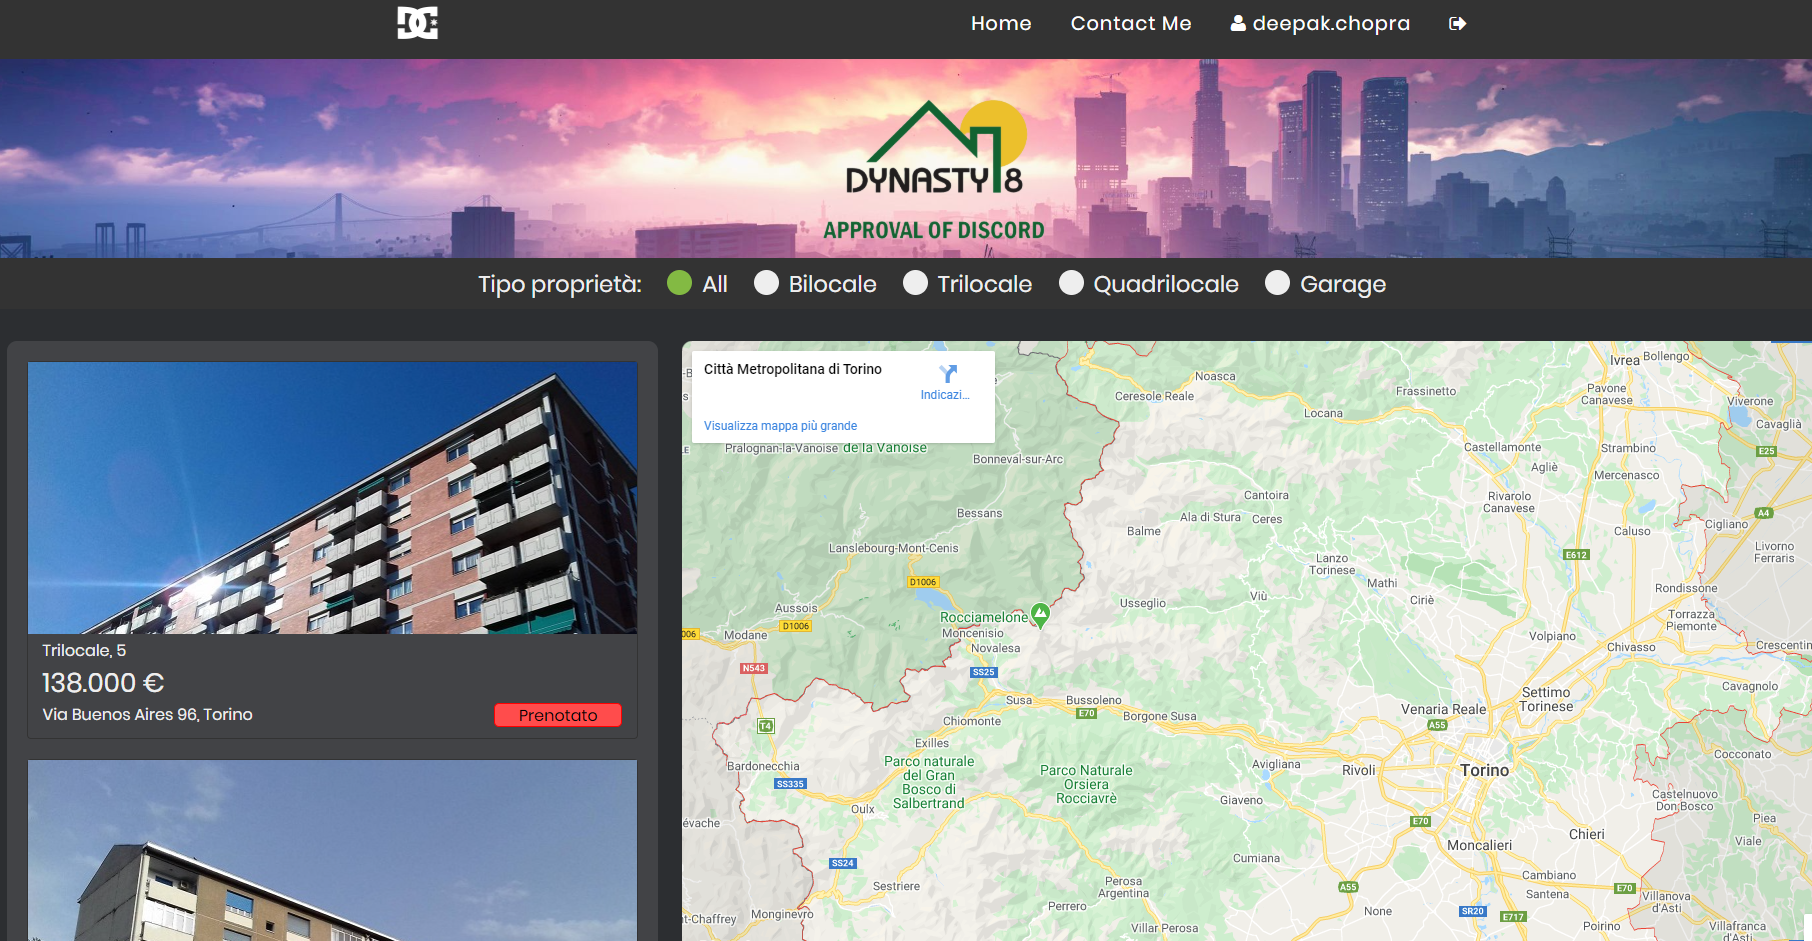 Home
Contact Me
deepak.chopra
DYNASTY 8
APPROVAL OF DISCORD
Tipo proprietà:
All
Bilocale
Trilocale
Quadrilocale
Garage
Trilocale, 5
138.000 €
Via Buenos Aires 96, Torino
Prenotato
Città Metropolitana di Torino
Indicazi...
Visualizza mappa più grande
Pralognan-la-Vanoise
de la Vanoise
Bonneval-sur-Arc
Bessans
Lanslebourg-Mont-Cenis
D1006
Aussois
D1006
Modane
006
N543
Rocciamelone
Moncenisio
Novalesa
SS25
Susa
Bussoleno
E70
Borgone Susa
Chiomonte
Exilles
T4
Bardonecchia
SS335
Parco naturale
del Gran
Bosco di
Salbertrand
Oulx
Parco Naturale
Orsiera
Rocciavrè
évache
SS24
Sestriere
nt-Chaffrey
Monginevro
Perosa
Argentina
Perrero
Villar Perosa
Noasca
Ceresole Reale
Locana
Frassinetto
Ivrea
Bollengo
Pavone
Canavese
Viverone
Cavaglià
E25
Castellamonte
Strambino
Agliè
Mercenasco
Rivarolo
Canavese
A4
Cigliano
Caluso
Livorno
Ferraris
E612
Cantoira
Ala di Stura
Ceres
Balme
Lanzo
Torinese
Mathi
Usseglio
Viù
Ciriè
Rondissone
Torrazza
Piemonte
Volpiano
Chivasso
Crescentin
Cavagnolo
Settimo
Torinese
Venaria Reale
A55
Cocconato
Avigliana
Rivoli
Torino
Giaveno
E70
Castelnuovo
Don Bosco
Piea
Chieri
Viale
Moncalieri
Cumiana
Cambiano
Santena
A55
None
SR20
E717
E70
Villanova
d'Asti
Poirino
Villafranca
d'Asti